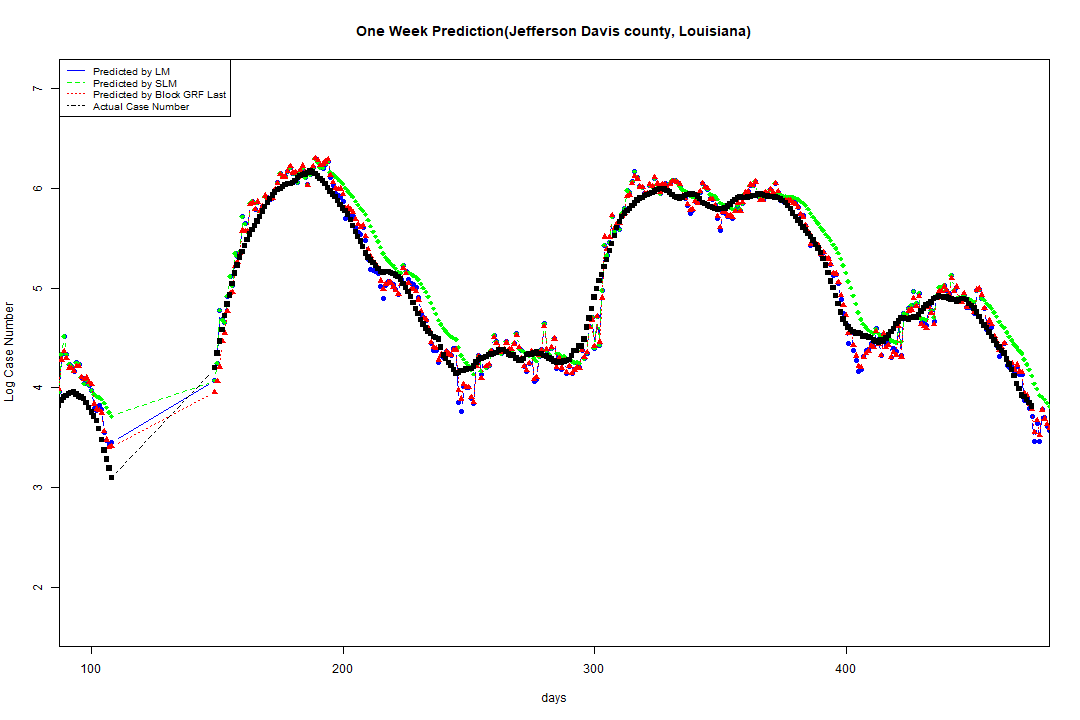 One Week Prediction(Jefferson Davis county, Louisiana)
Predicted by LM
Predicted by SLM
Predicted by Block GRF Last
Actual Case Number
7
6
5
4
3
2
Log Case Number
100 200 300 400
days